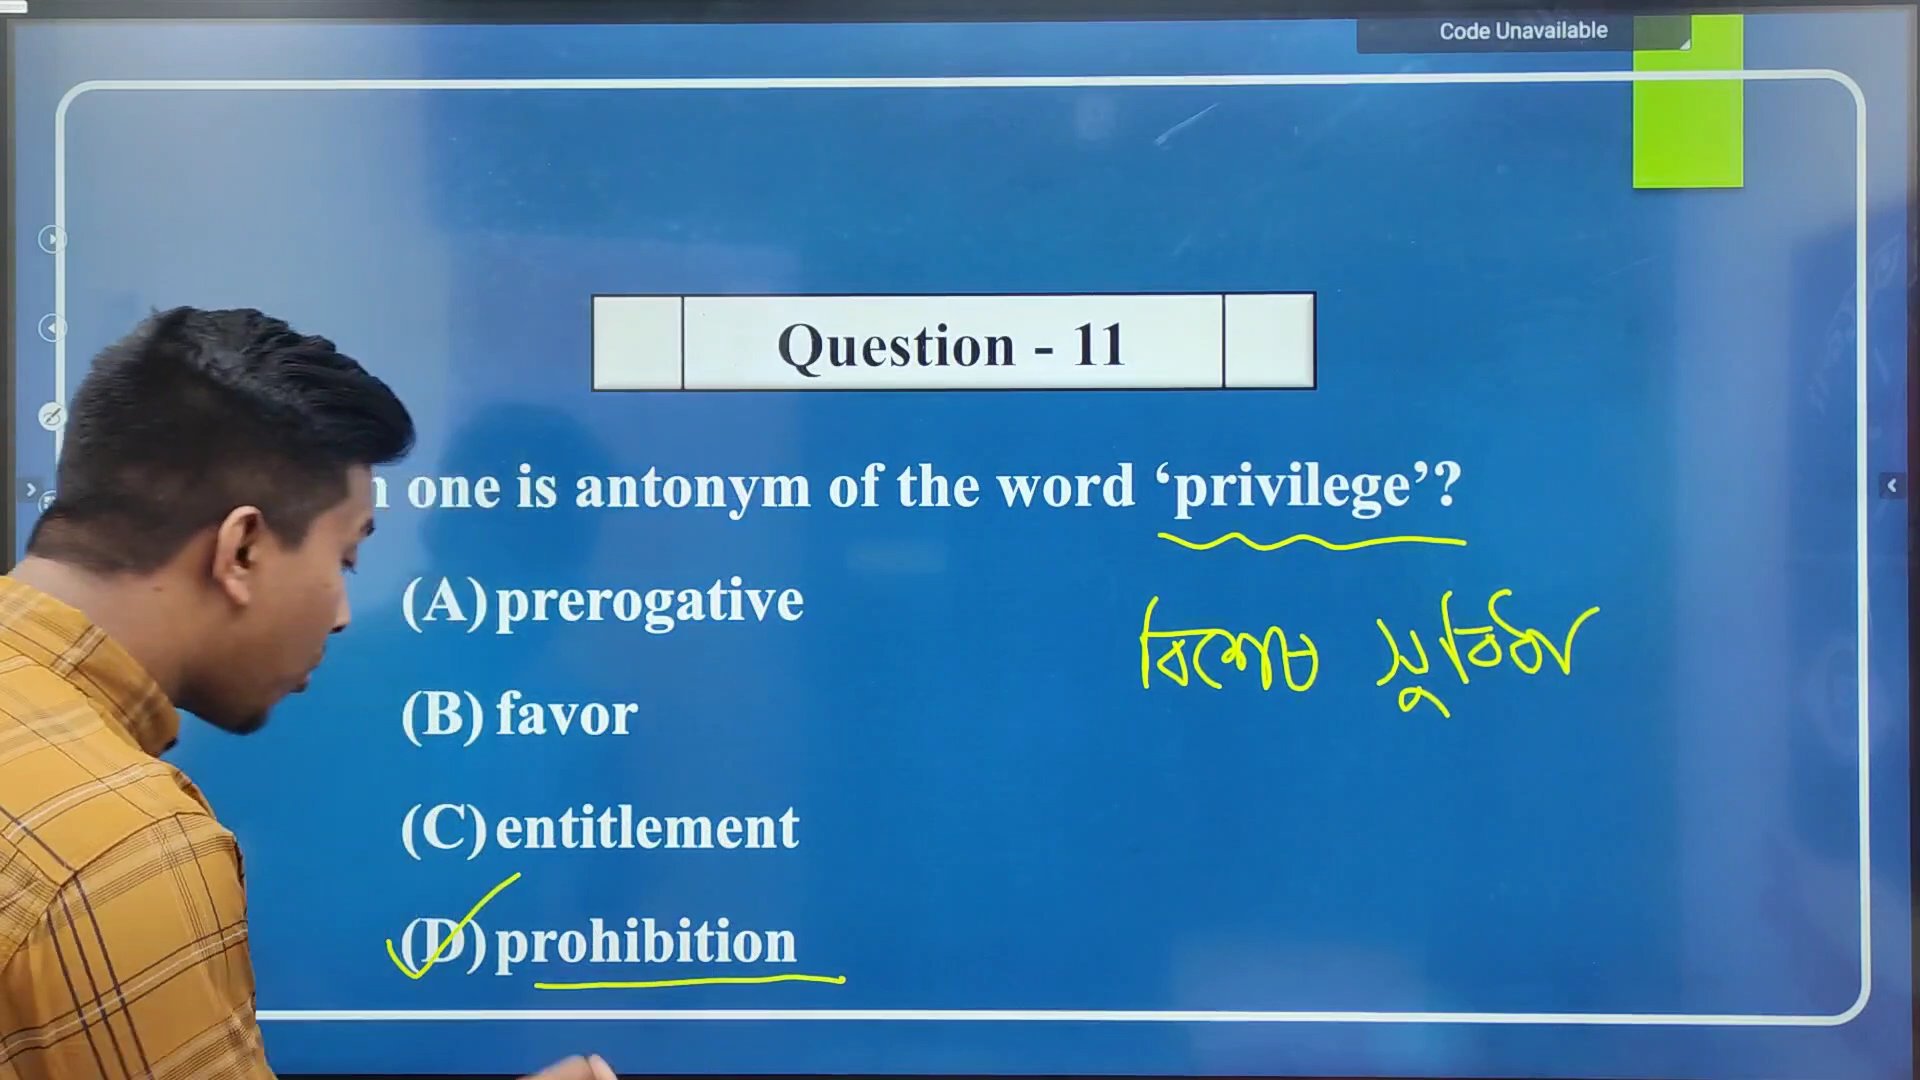 Code Unavailable
Question - 11
one is antonym of the word ‘privilege’?
(A) prerogative
বিশেষ সুবিধা
(B) favor
(C) entitlement
(D) prohibition